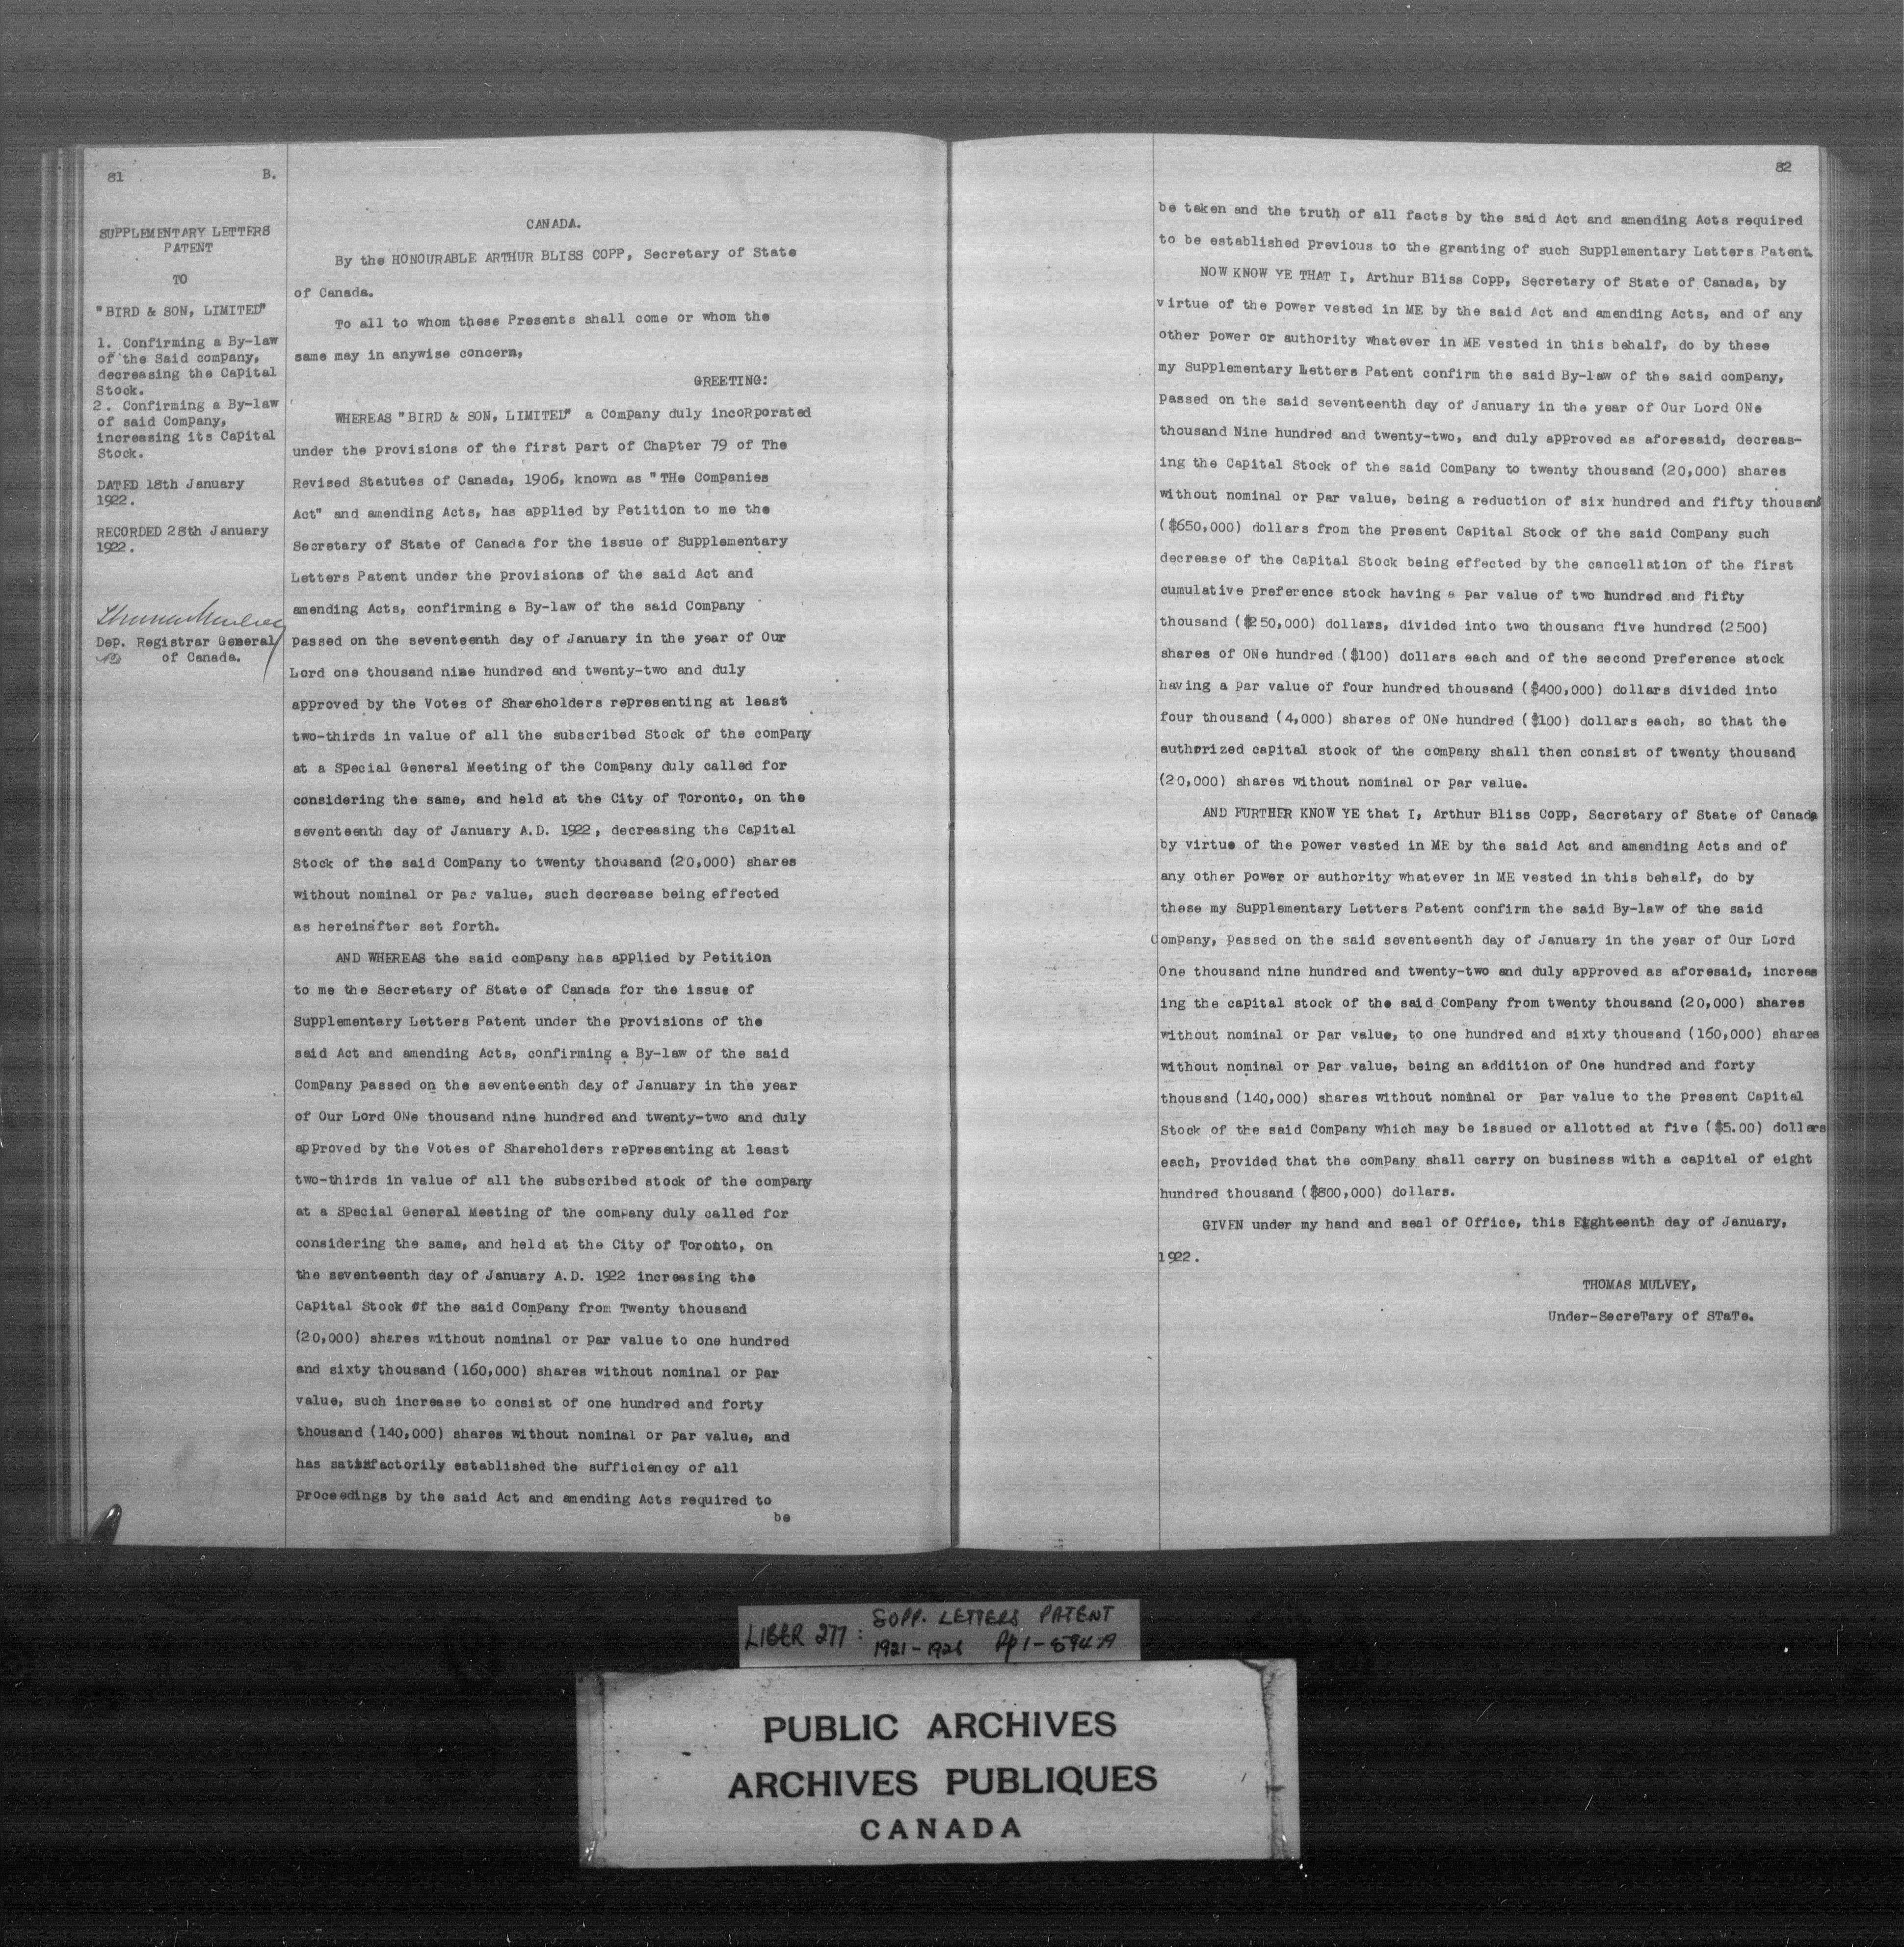 81 B.
SUPPLEMENTARY LETTERS
PATENT
TO
"BIRD & SON, LIMITED"
1. Confirming a By-law
of the Said company,
decreasing the Capital
Stock.
2. Confirming a By-law
of said Company,
increasing its Capital
Stock.
DATED 18th January
1922.
RECORDED 28th January
1922.
Dep. Registrar General
of Canada.
CANADA.
By the HONOURABLE ARTHUR BLISS COPP, Secretary of State
of Canada.
To all to whom these Presents shall come or whom the
same may in anywise concern,
GREETING:
WHEREAS "BIRD & SON, LIMITED" a Company duly incoRporated
under the provisions of the first part of Chapter 79 of The
Revised Statutes of Canada, 1906, known as "THe Companies
Act" and amending Acts, has applied by Petition to me the
Secretary of State of Canada for the issue of Supplementary
Letters Patent under the provisions of the said Act and
amending Acts, confirming a By-law of the said Company
passed on the seventeenth day of January in the year of Our
Lord one thousand nine hundred and twenty-two and duly
approved by the Votes of Shareholders representing at least
two-thirds in value of all the subscribed Stock of the company
at a Special General Meeting of the Company duly called for
considering the same, and held at the City of Toronto, on the
seventeenth day of January A.D. 1922, decreasing the Capital
Stock of the said Company to twenty thousand (20,000) shares
without nominal or par value, such decrease being effected
as hereinafter set forth.
AND WHEREAS the said company has applied by Petition
to me the Secretary of State of Canada for the issue of
Supplementary Letters Patent under the provisions of the
said Act and amending Acts, confirming a By-law of the said
Company passed on the seventeenth day of January in the year
of Our Lord ONe thousand nine hundred and twenty-two and duly
approved by the Votes of Shareholders representing at least
two-thirds in value of all the subscribed stock of the company
at a Special General Meeting of the company duly called for
considering the same, and held at the City of Toronto, on
the seventeenth day of January A.D. 1922 increasing the
Capital Stock of the said Company from Twenty thousand
(20,000) shares without nominal or par value to one hundred
and sixty thousand (160,000) shares without nominal or par
value, such increase to consist of one hundred and forty
thousand (140,000) shares without nominal or par value, and
has satisfactorily established the sufficiency of all
proceedings by the said Act and amending Acts required to
be
82
be taken and the truth of all facts by the said Act and amending Acts required
to be established previous to the granting of such Supplementary Letters Patent.
NOW KNOW YE THAT I, Arthur Bliss Copp, Secretary of State of Canada, by
virtue of the power vested in ME by the said Act and amending Acts, and of any
other power or authority whatever in ME vested in this behalf, do by these
my Supplementary Letters Patent confirm the said By-law of the said company,
passed on the said seventeenth day of January in the year of Our Lord ONe
thousand Nine hundred and twenty-two, and duly approved as aforesaid, decreas-
ing the Capital Stock of the said Company to twenty thousand (20,000) shares
without nominal or par value, being a reduction of six hundred and fifty thousand
($650,000) dollars from the present Capital Stock of the said Company such
decrease of the Capital Stock being effected by the cancellation of the first
cumulative preference stock having a par value of two hundred and fifty
thousand ($250,000) dollars, divided into two thousand five hundred (2500)
shares of ONe hundred ($100) dollars each and of the second preference stock
having a par value of four hundred thousand ($400,000) dollars divided into
four thousand (4,000) shares of ONe hundred ($100) dollars each, so that the
authorized capital stock of the company shall then consist of twenty thousand
(20,000) shares without nominal or par value.
AND FURTHER KNOW YE that I, Arthur Bliss Copp, Secretary of State of Canada
by virtue of the power vested in ME by the said Act and amending Acts and of
any other power or authority whatever in ME vested in this behalf, do by
these my Supplementary Letters Patent confirm the said By-law of the said
Company, passed on the said seventeenth day of January in the year of Our Lord
One thousand nine hundred and twenty-two and duly approved as aforesaid, increas
ing the capital stock of the said Company from twenty thousand (20,000) shares
without nominal or par value, to one hundred and sixty thousand (160,000) shares
without nominal or par value, being an addition of One hundred and forty
thousand (140,000) shares without nominal or par value to the present Capital
Stock of the said Company which may be issued or allotted at five ($5.00) dollars
each, provided that the company shall carry on business with a capital of eight
hundred thousand ($800,000) dollars.
GIVEN under my hand and seal of Office, this Eighteenth day of January,
1922.
THOMAS MULVEY,
Under-SecreTary of STaTe.
LIBER 277: SUPP. LETTERS PATENT
1921-1926 Pp 1-594A
PUBLIC ARCHIVES
ARCHIVES PUBLIQUES
CANADA